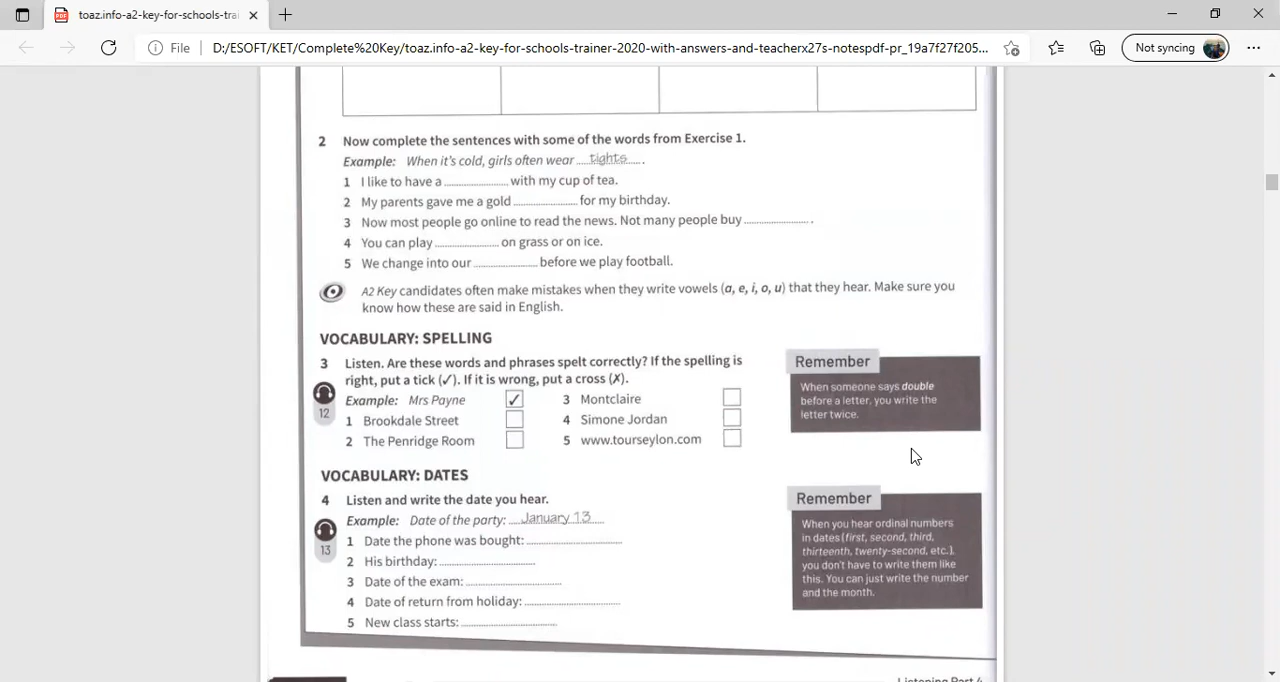 toaz.info-a2-key-for-schools-trai
File D:/ESOFT/KET/Complete%20Key/toaz.info-a2-key-for-schools-trainer-2020-with-answers-and-teacherx27s-notespdf-pr_19a7f27f205... Not syncing
2 Now complete the sentences with some of the words from Exercise 1.
Example: When it's cold, girls often wear ....tights.... .
1 I like to have a .................... with my cup of tea.
2 My parents gave me a gold .................... for my birthday.
3 Now most people go online to read the news. Not many people buy .................... .
4 You can play .................... on grass or on ice.
5 We change into our .................... before we play football.
A2 Key candidates often make mistakes when they write vowels (a, e, i, o, u) that they hear. Make sure you
know how these are said in English.
VOCABULARY: SPELLING
3 Listen. Are these words and phrases spelt correctly? If the spelling is
right, put a tick (✓). If it is wrong, put a cross (✗).
12
Example: Mrs Payne ✓
1 Brookdale Street
2 The Penridge Room
3 Montclaire
4 Simone Jordan
5 www.tourseylon.com
Remember
When someone says double
before a letter, you write the
letter twice.
VOCABULARY: DATES
4 Listen and write the date you hear.
13
Example: Date of the party: ....January 13....
1 Date the phone was bought: ....................
2 His birthday: ....................
3 Date of the exam: ....................
4 Date of return from holiday: ....................
5 New class starts: ....................
Remember
When you hear ordinal numbers
in dates (first, second, third,
thirteenth, twenty-second, etc.),
you don't have to write them like
this. You can just write the number
and the month.
Listening Part 4